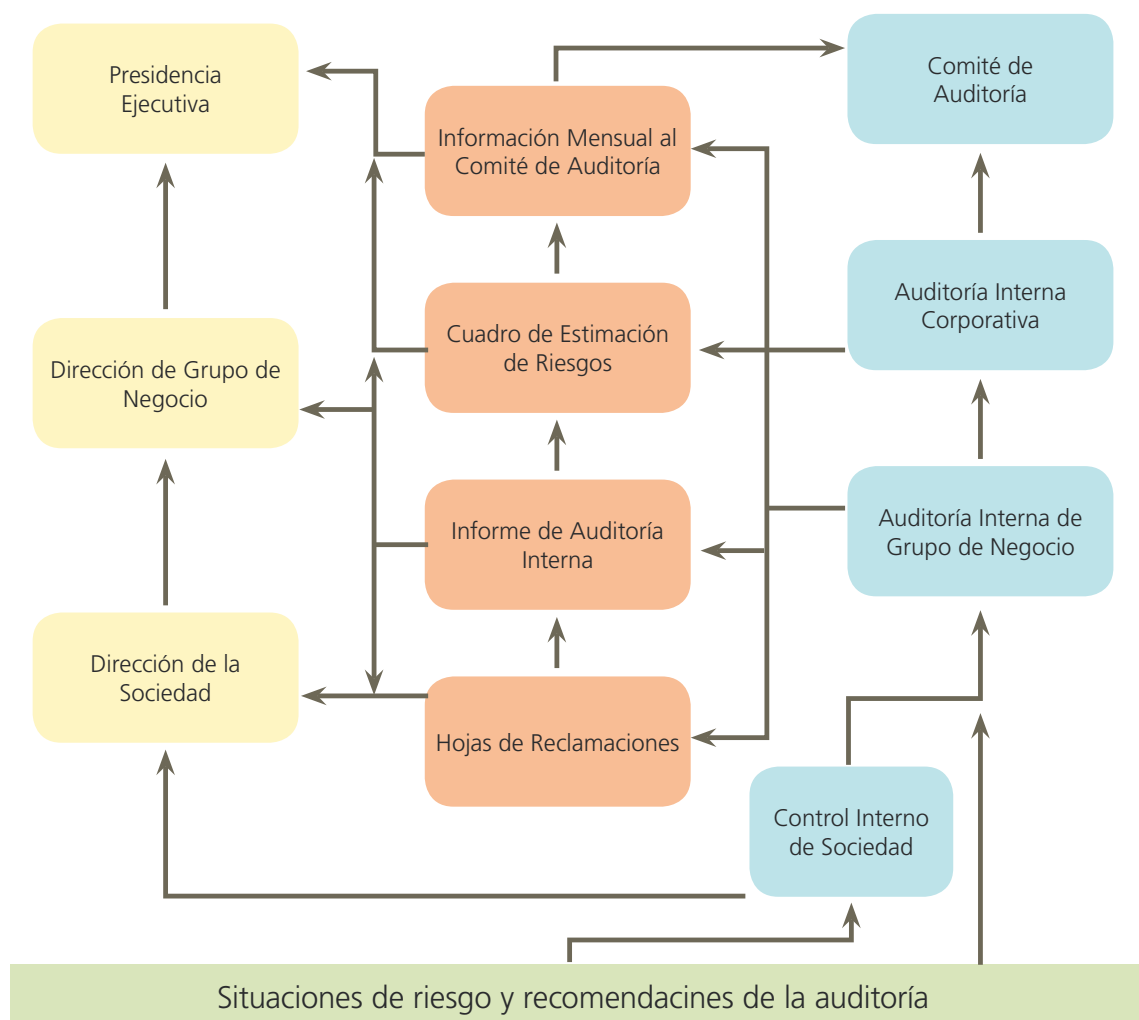 Presidencia
Ejecutiva
Información Mensual al
Comité de Auditoría
Comité de
Auditoría
Cuadro de Estimación
de Riesgos
Auditoría Interna
Corporativa
Dirección de Grupo de
Negocio
Informe de Auditoría
Interna
Auditoría Interna de
Grupo de Negocio
Dirección de la
Sociedad
Hojas de Reclamaciones
Control Interno
de Sociedad
Situaciones de riesgo y recomendacines de la auditoría